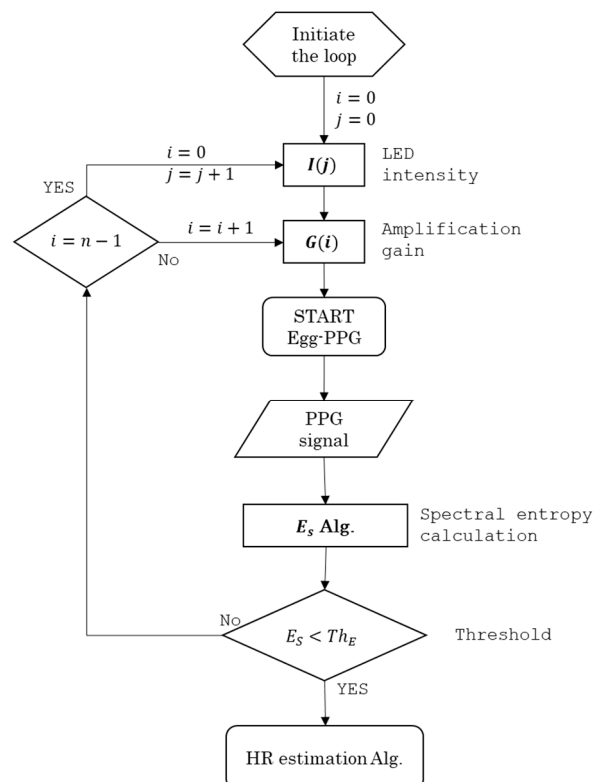 Initiate
the loop
i = 0
j = 0
i = 0
j = j + 1
I(j)
LED
intensity
YES
i = n − 1
No
i = i + 1
G(i)
Amplification
gain
START
Egg-PPG
PPG
signal
E_s Alg.
Spectral entropy
calculation
No
E_S < Th_E
Threshold
YES
HR estimation Alg.